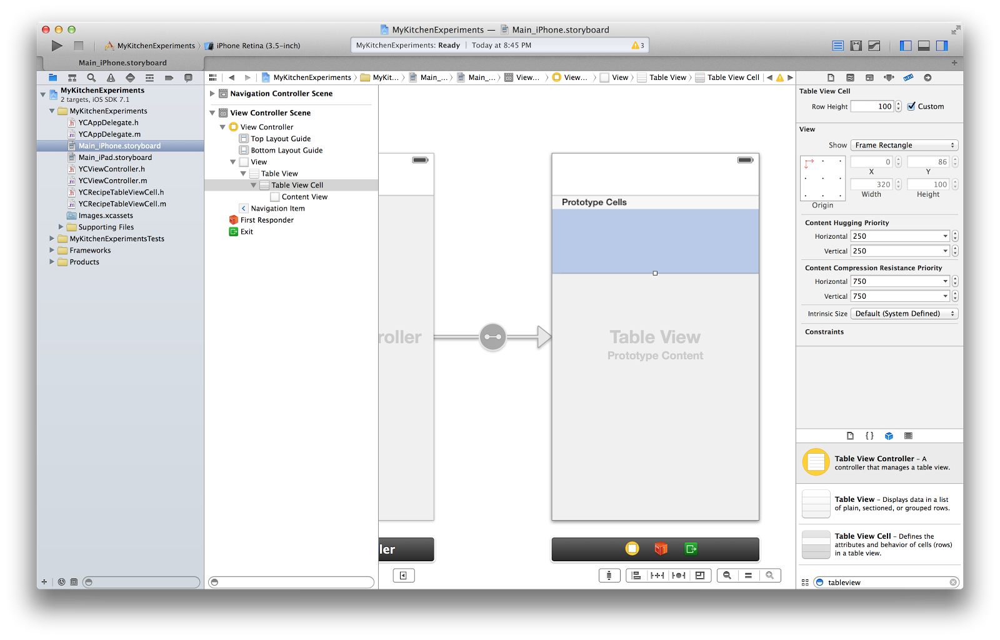 MyKitchenExperiments — Main_iPhone.storyboard
MyKitchenExperiments iPhone Retina (3.5-inch)
MyKitchenExperiments: Ready Today at 8:45 PM 3
Main_iPhone.storyboard
MyKitchenExperiments MyKit... Main_... Main_... View... View... View Table View Table View Cell
MyKitchenExperiments
2 targets, iOS SDK 7.1
MyKitchenExperiments
YCAppDelegate.h
YCAppDelegate.m
Main_iPhone.storyboard
Main_iPad.storyboard
YCViewController.h
YCViewController.m
YCRecipeTableViewCell.h
YCRecipeTableViewCell.m
Images.xcassets
Supporting Files
MyKitchenExperimentsTests
Frameworks
Products
Navigation Controller Scene
View Controller Scene
View Controller
Top Layout Guide
Bottom Layout Guide
View
Table View
Table View Cell
Content View
Navigation Item
First Responder
Exit
roller
ler
Prototype Cells
Table View
Prototype Content
Table View Cell
Row Height 100 Custom
View
Show Frame Rectangle
0 86
X Y
320 100
Width Height
Origin
Content Hugging Priority
Horizontal 250
Vertical 250
Content Compression Resistance Priority
Horizontal 750
Vertical 750
Intrinsic Size Default (System Defined)
Constraints
{ }
Table View Controller – A
controller that manages a table view.
Table View – Displays data in a list
of plain, sectioned, or grouped rows.
Table View Cell – Defines the
attributes and behavior of cells (rows)
in a table view.
tableview